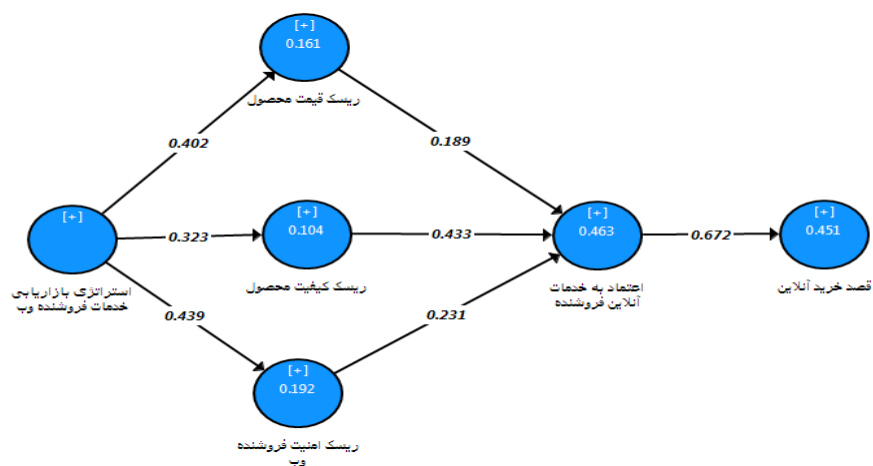 [+]
0.161
ریسک قیمت محصول
0.402
0.189
[+]
استراتژی بازاریابی
خدمات فروشنده وب
0.323
[+]
0.104
ریسک کیفیت محصول
0.433
[+]
0.463
اعتماد به خدمات
آنلاین فروشنده
0.672
[+]
0.451
قصد خرید آنلاین
0.439
0.231
[+]
0.192
ریسک امنیت فروشنده
وب